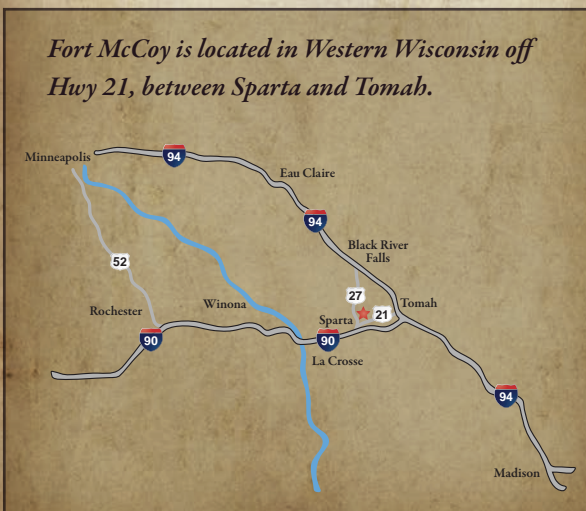 Fort McCoy is located in Western Wisconsin off
Hwy 21, between Sparta and Tomah.
Minneapolis
94
Eau Claire
94
Black River
Falls
52
27
Tomah
Rochester
Winona
Sparta
21
90
90
La Crosse
94
Madison